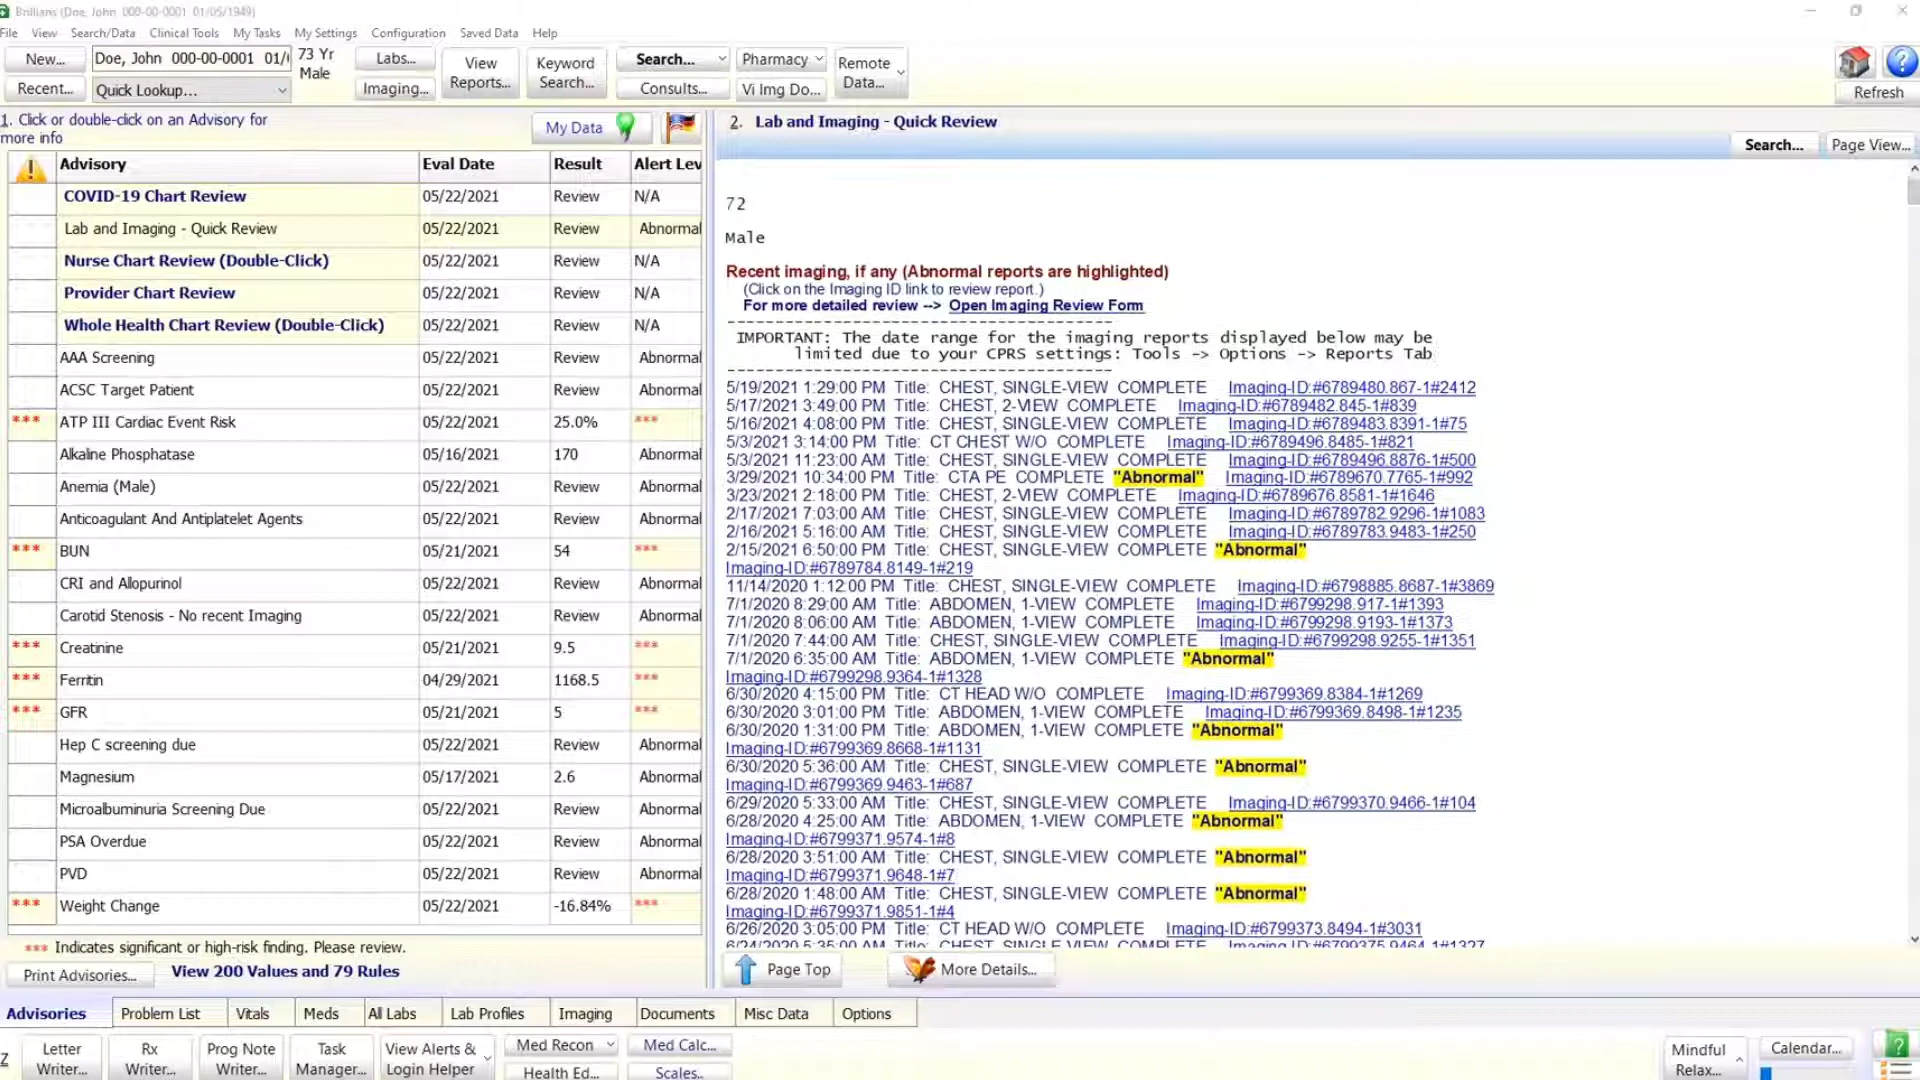 Brillians (Doe, John 000-00-0001 01/05/1949)
File View Search/Data Clinical Tools My Tasks My Settings Configuration Saved Data Help
New... Doe, John 000-00-0001 01/ 73 Yr Male Labs... View Reports... Keyword Search... Search... Pharmacy Remote Data...
Recent... Quick Lookup... Imaging... Consults... Vi Img Do... Refresh
1. Click or double-click on an Advisory for
more info
My Data
Advisory Eval Date Result Alert Lev
COVID-19 Chart Review 05/22/2021 Review N/A
Lab and Imaging - Quick Review 05/22/2021 Review Abnormal
Nurse Chart Review (Double-Click) 05/22/2021 Review N/A
Provider Chart Review 05/22/2021 Review N/A
Whole Health Chart Review (Double-Click) 05/22/2021 Review N/A
AAA Screening 05/22/2021 Review Abnormal
ACSC Target Patient 05/22/2021 Review Abnormal
*** ATP III Cardiac Event Risk 05/22/2021 25.0% ***
Alkaline Phosphatase 05/16/2021 170 Abnormal
Anemia (Male) 05/22/2021 Review Abnormal
Anticoagulant And Antiplatelet Agents 05/22/2021 Review Abnormal
*** BUN 05/21/2021 54 ***
CRI and Allopurinol 05/22/2021 Review Abnormal
Carotid Stenosis - No recent Imaging 05/22/2021 Review Abnormal
*** Creatinine 05/21/2021 9.5 ***
*** Ferritin 04/29/2021 1168.5 ***
*** GFR 05/21/2021 5 ***
Hep C screening due 05/22/2021 Review Abnormal
Magnesium 05/17/2021 2.6 Abnormal
Microalbuminuria Screening Due 05/22/2021 Review Abnormal
PSA Overdue 05/22/2021 Review Abnormal
PVD 05/22/2021 Review Abnormal
*** Weight Change 05/22/2021 -16.84% ***
*** Indicates significant or high-risk finding. Please review.
Print Advisories... View 200 Values and 79 Rules
2. Lab and Imaging - Quick Review
Search... Page View...
72
Male
Recent imaging, if any (Abnormal reports are highlighted)
(Click on the Imaging ID link to review report.)
For more detailed review --> Open Imaging Review Form
IMPORTANT: The date range for the imaging reports displayed below may be
limited due to your CPRS settings: Tools -> Options -> Reports Tab
5/19/2021 1:29:00 PM Title: CHEST, SINGLE-VIEW COMPLETE Imaging-ID:#6789480.867-1#2412
5/17/2021 3:49:00 PM Title: CHEST, 2-VIEW COMPLETE Imaging-ID:#6789482.845-1#839
5/16/2021 4:08:00 PM Title: CHEST, SINGLE-VIEW COMPLETE Imaging-ID:#6789483.8391-1#75
5/3/2021 3:14:00 PM Title: CT CHEST W/O COMPLETE Imaging-ID:#6789496.8485-1#821
5/3/2021 11:23:00 AM Title: CHEST, SINGLE-VIEW COMPLETE Imaging-ID:#6789496.8876-1#500
3/29/2021 10:34:00 PM Title: CTA PE COMPLETE "Abnormal" Imaging-ID:#6789670.7765-1#992
3/23/2021 2:18:00 PM Title: CHEST, 2-VIEW COMPLETE Imaging-ID:#6789676.8581-1#1646
2/17/2021 7:03:00 AM Title: CHEST, SINGLE-VIEW COMPLETE Imaging-ID:#6789782.9296-1#1083
2/16/2021 5:16:00 AM Title: CHEST, SINGLE-VIEW COMPLETE Imaging-ID:#6789783.9483-1#250
2/15/2021 6:50:00 PM Title: CHEST, SINGLE-VIEW COMPLETE "Abnormal"
Imaging-ID:#6789784.8149-1#219
11/14/2020 1:12:00 PM Title: CHEST, SINGLE-VIEW COMPLETE Imaging-ID:#6798885.8687-1#3869
7/1/2020 8:29:00 AM Title: ABDOMEN, 1-VIEW COMPLETE Imaging-ID:#6799298.917-1#1393
7/1/2020 8:06:00 AM Title: ABDOMEN, 1-VIEW COMPLETE Imaging-ID:#6799298.9193-1#1373
7/1/2020 7:44:00 AM Title: CHEST, SINGLE-VIEW COMPLETE Imaging-ID:#6799298.9255-1#1351
7/1/2020 6:35:00 AM Title: ABDOMEN, 1-VIEW COMPLETE "Abnormal"
Imaging-ID:#6799298.9364-1#1328
6/30/2020 4:15:00 PM Title: CT HEAD W/O COMPLETE Imaging-ID:#6799369.8384-1#1269
6/30/2020 3:01:00 PM Title: ABDOMEN, 1-VIEW COMPLETE Imaging-ID:#6799369.8498-1#1235
6/30/2020 1:31:00 PM Title: ABDOMEN, 1-VIEW COMPLETE "Abnormal"
Imaging-ID:#6799369.8668-1#1131
6/30/2020 5:36:00 AM Title: CHEST, SINGLE-VIEW COMPLETE "Abnormal"
Imaging-ID:#6799369.9463-1#687
6/29/2020 5:33:00 AM Title: CHEST, SINGLE-VIEW COMPLETE Imaging-ID:#6799370.9466-1#104
6/28/2020 4:25:00 AM Title: ABDOMEN, 1-VIEW COMPLETE "Abnormal"
Imaging-ID:#6799371.9574-1#8
6/28/2020 3:51:00 AM Title: CHEST, SINGLE-VIEW COMPLETE "Abnormal"
Imaging-ID:#6799371.9648-1#7
6/28/2020 1:48:00 AM Title: CHEST, SINGLE-VIEW COMPLETE "Abnormal"
Imaging-ID:#6799371.9851-1#4
6/26/2020 3:05:00 PM Title: CT HEAD W/O COMPLETE Imaging-ID:#6799373.8494-1#3031
6/24/2020 5:35:00 AM Title: CHEST, SINGLE-VIEW COMPLETE Imaging-ID:#6799375.9464-1#1327
Page Top More Details...
Advisories Problem List Vitals Meds All Labs Lab Profiles Imaging Documents Misc Data Options
Z Letter Writer... Rx Writer... Prog Note Writer... Task Manager... View Alerts & Login Helper Med Recon Med Calc... Mindful Relax... Calendar...
Health Ed... Scales..